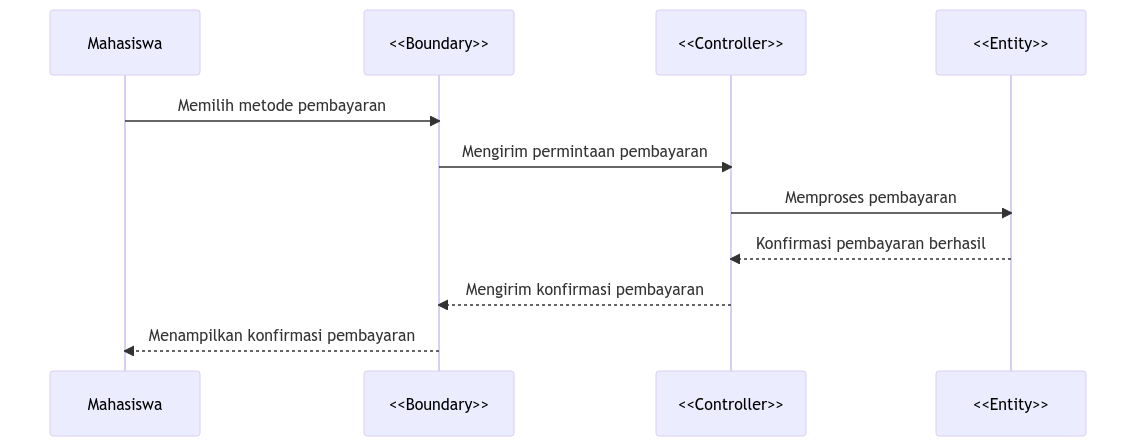 Mahasiswa
<<Boundary>>
<<Controller>>
<<Entity>>
Memilih metode pembayaran
Mengirim permintaan pembayaran
Memproses pembayaran
Konfirmasi pembayaran berhasil
Mengirim konfirmasi pembayaran
Menampilkan konfirmasi pembayaran
Mahasiswa
<<Boundary>>
<<Controller>>
<<Entity>>